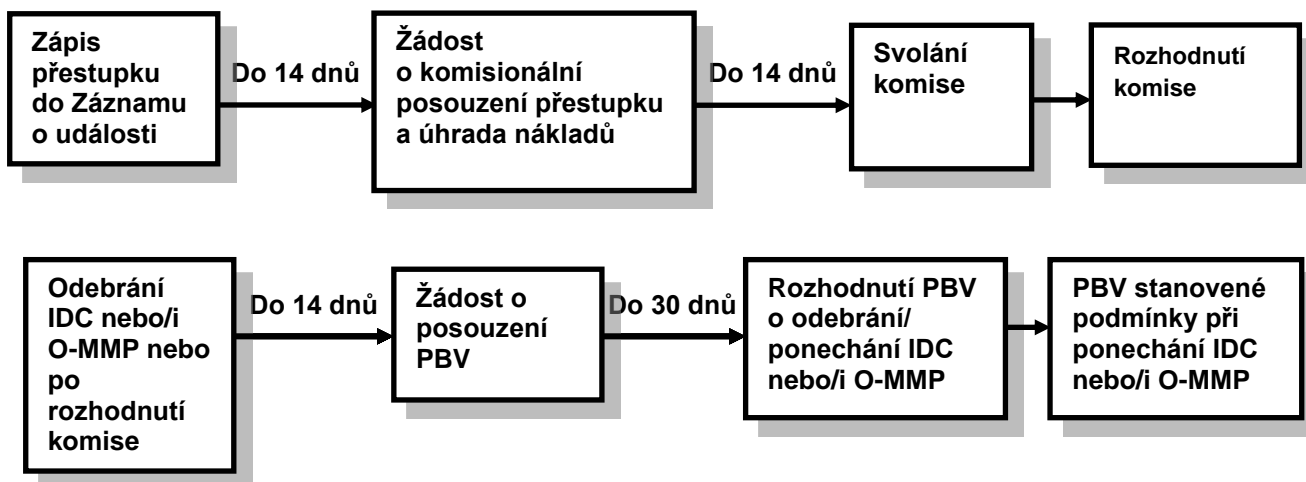 Zápis
přestupku
do Záznamu
o události
Do 14 dnů
Žádost
o komisionální
posouzení přestupku
a úhrada nákladů
Do 14 dnů
Svolání
komise
Rozhodnutí
komise
Odebrání
IDC nebo/i
O-MMP nebo
po
rozhodnutí
komise
Do 14 dnů
Žádost o
posouzení
PBV
Do 30 dnů
Rozhodnutí PBV
o odebrání/
ponechání IDC
nebo/i O-MMP
PBV stanovené
podmínky při
ponechání IDC
nebo/i O-MMP